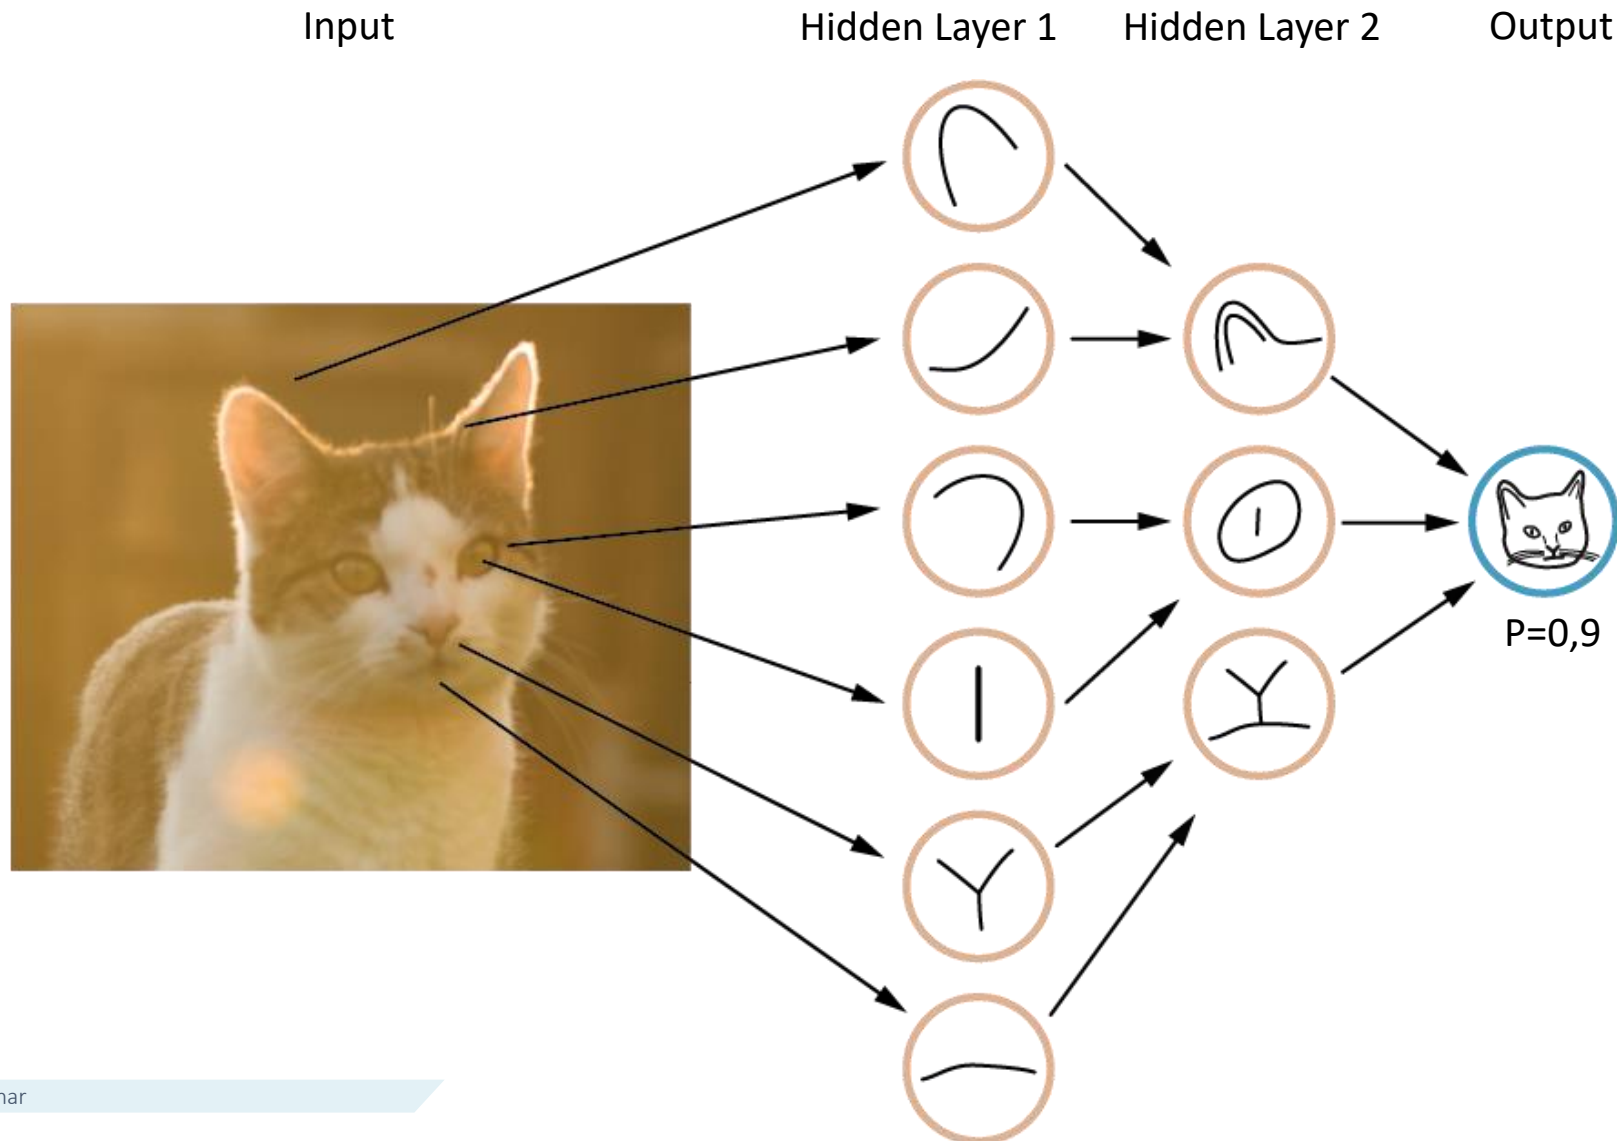 Input
Hidden Layer 1
Hidden Layer 2
Output
P=0,9